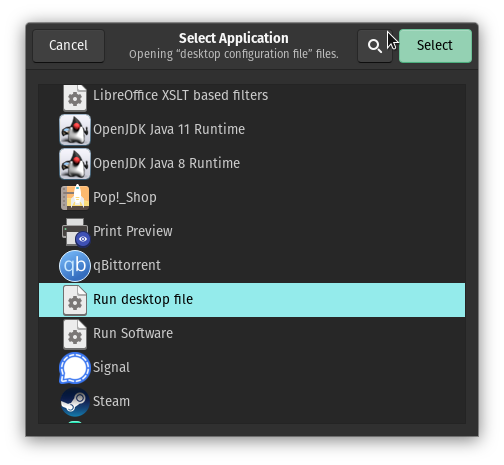 Cancel
Select Application
Opening “desktop configuration file” files.
Select
LibreOffice XSLT based filters
OpenJDK Java 11 Runtime
OpenJDK Java 8 Runtime
Pop!_Shop
Print Preview
qb qBittorrent
Run desktop file
Run Software
Signal
Steam